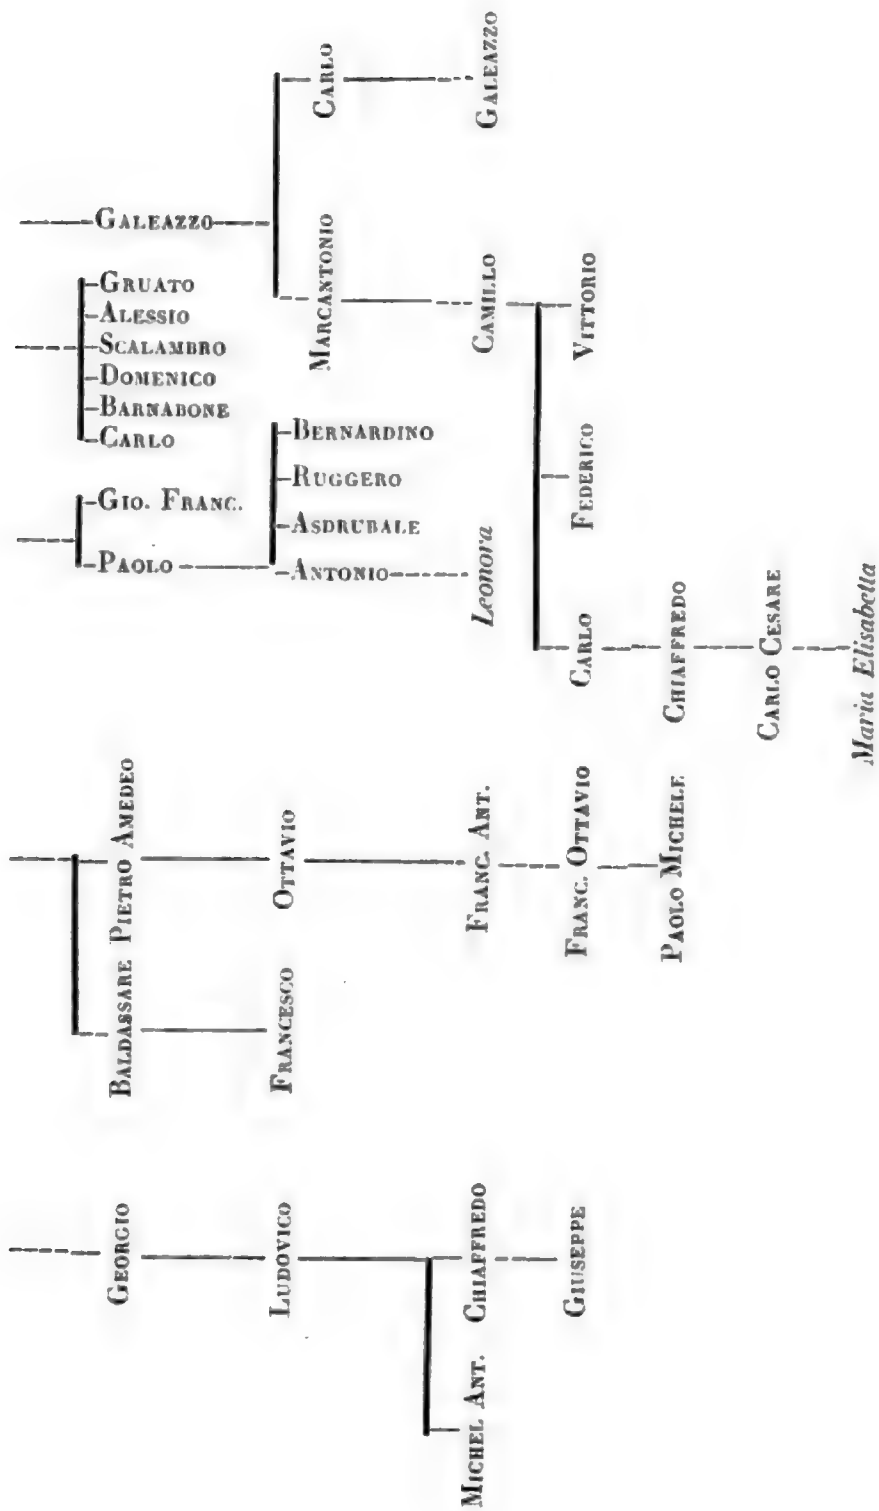 GEORGIO
LUDOVICO
MICHEL ANT.
CHIAFFREDO
GIUSEPPE
BALDASSARE
PIETRO AMEDEO
FRANCESCO
OTTAVIO
FRANC. ANT.
FRANC. OTTAVIO
PAOLO MICHELE
PAOLO
GIO. FRANC.
ANTONIO
ASDRUBALE
RUGGERO
BERNARDINO
Leonora
CARLO
BARNABONE
DOMENICO
SCALAMBRO
ALESSIO
GRUATO
GALEAZZO
MARCANTONIO
CARLO
CAMILLO
GALEAZZO
CARLO
FEDERICO
VITTORIO
CHIAFFREDO
CARLO CESARE
Maria Elisabetta